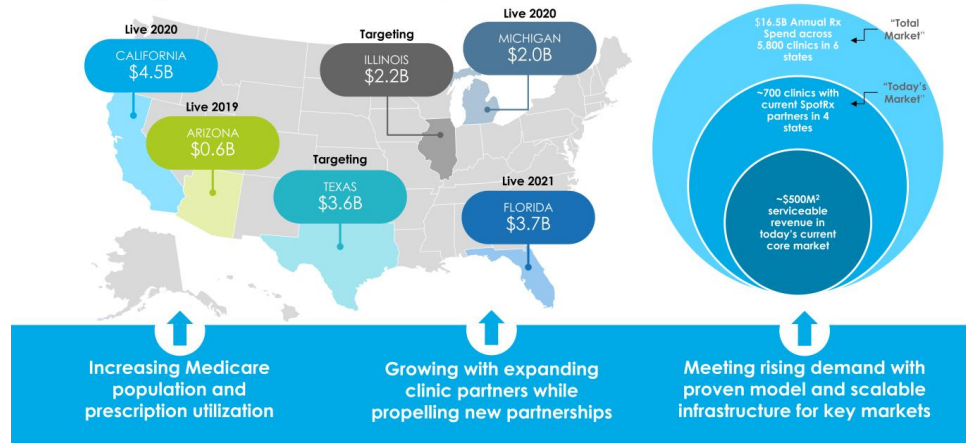 Live 2020
CALIFORNIA
$4.5B
Live 2019
ARIZONA
$0.6B
Targeting
ILLINOIS
$2.2B
Live 2020
MICHIGAN
$2.0B
Targeting
TEXAS
$3.6B
Live 2021
FLORIDA
$3.7B
$16.5B Annual Rx
Spend across
5,800 clinics in 6
states
"Total
Market"
~700 clinics with
current SpotRx
partners in 4
states
"Today's
Market"
~$500M²
serviceable
revenue in
today's current
core market
Increasing Medicare
population and
prescription utilization
Growing with expanding
clinic partners while
propelling new partnerships
Meeting rising demand with
proven model and scalable
infrastructure for key markets